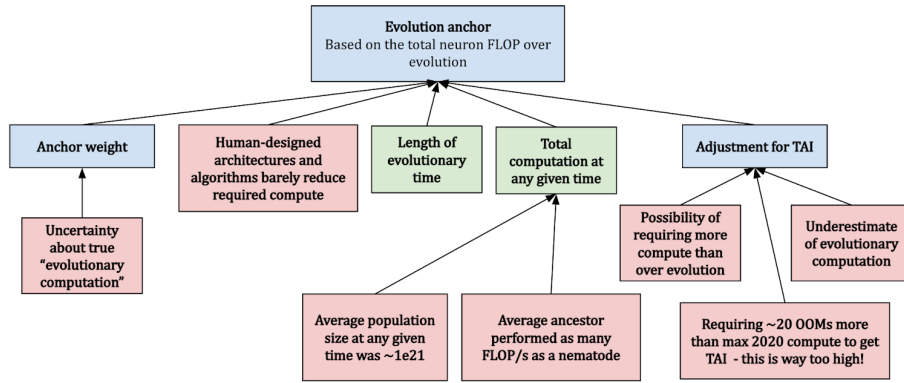 Evolution anchor
Based on the total neuron FLOP over
evolution
Anchor weight
Human-designed
architectures and
algorithms barely reduce
required compute
Length of
evolutionary
time
Total
computation at
any given time
Adjustment for TAI
Uncertainty
about true
“evolutionary
computation”
Possibility of
requiring more
compute than
over evolution
Underestimate
of evolutionary
computation
Average population
size at any given
time was ~1e21
Average ancestor
performed as many
FLOP/s as a nematode
Requiring ~20 OOMs more
than max 2020 compute to get
TAI - this is way too high!